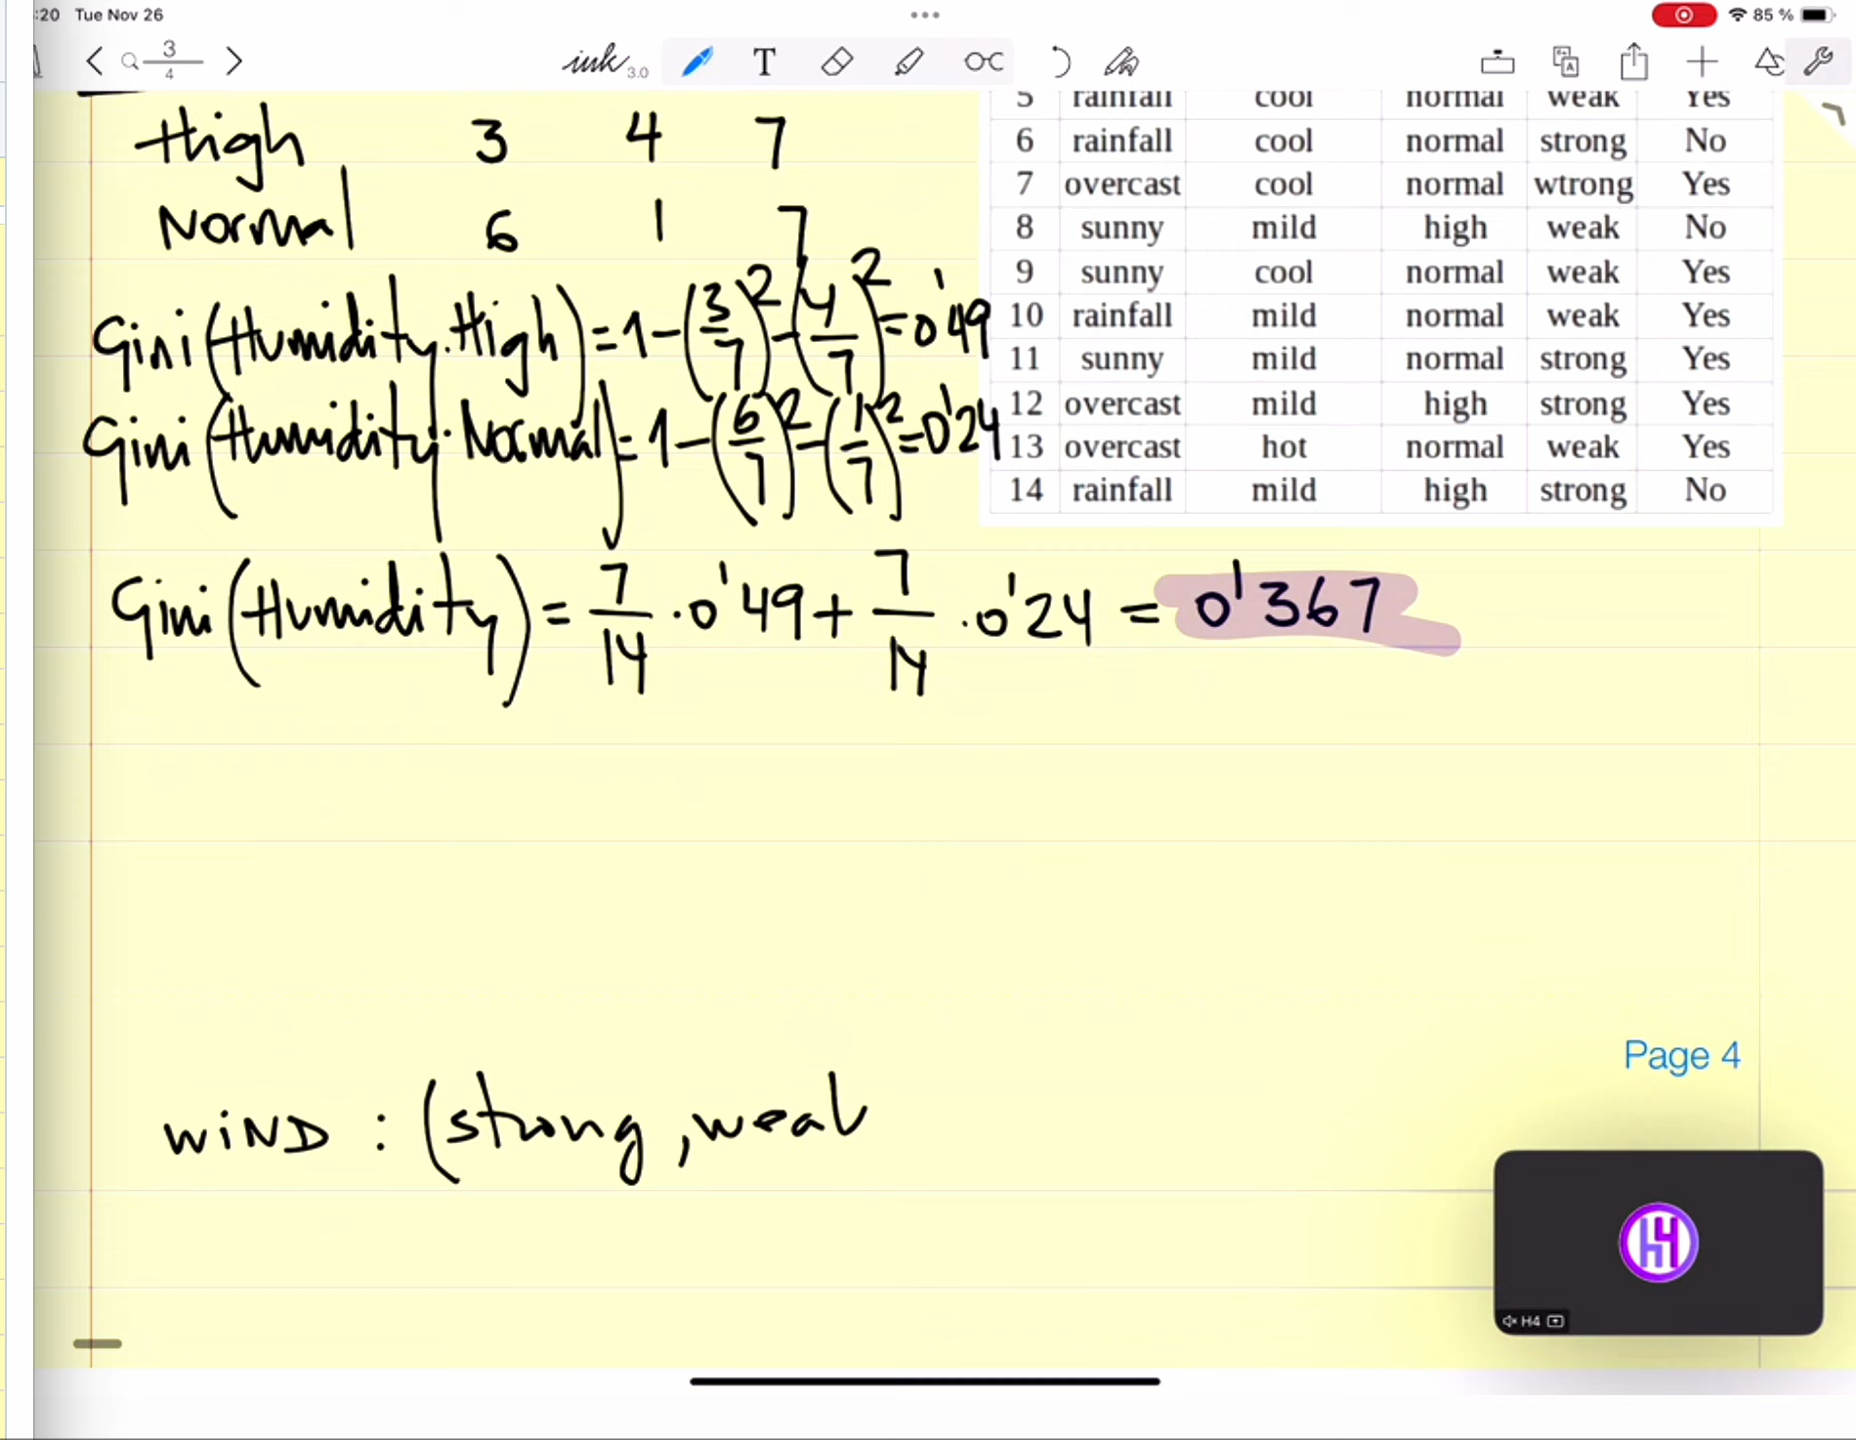 :20 Tue Nov 26
85 %
3
4
ink 3.0
T
High 3 4 7
Normal 6 1 7
Gini(Humidity.High)=1-(3/7)²-(4/7)²=0'49
Gini(Humidity.Normal)=1-(6/7)²-(1/7)²=0'24
Gini(Humidity)=7/14·0'49+7/14·0'24=0'367
5 rainfall cool normal weak Yes
6 rainfall cool normal strong No
7 overcast cool normal wtrong Yes
8 sunny mild high weak No
9 sunny cool normal weak Yes
10 rainfall mild normal weak Yes
11 sunny mild normal strong Yes
12 overcast mild high strong Yes
13 overcast hot normal weak Yes
14 rainfall mild high strong No
Page 4
WIND : (strong, weak
H4